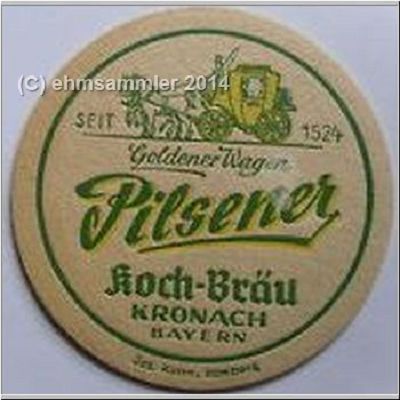 (C) ehmsammler 2014
SEIT 1524
Goldener Wagen
Pilsener
Koch-Bräu
KRONACH
BAYERN